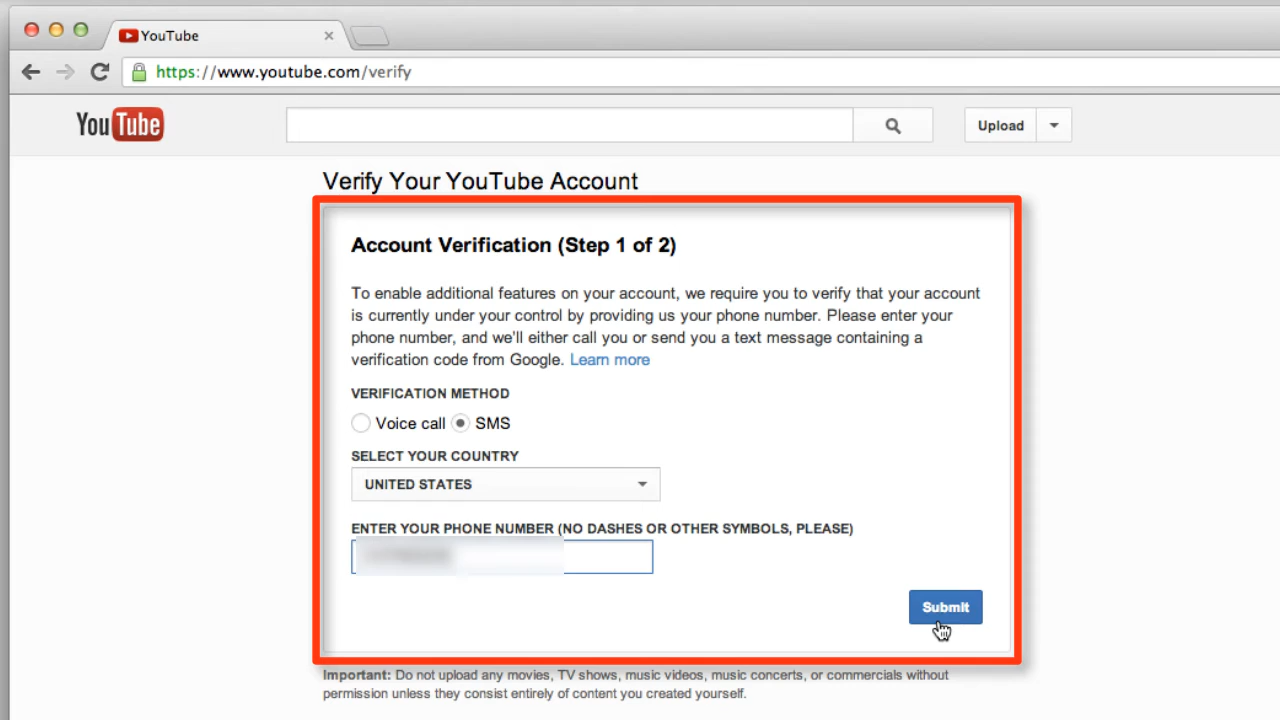 YouTube
https://www.youtube.com/verify
YouTube
Upload
Verify Your YouTube Account
Account Verification (Step 1 of 2)
To enable additional features on your account, we require you to verify that your account
is currently under your control by providing us your phone number. Please enter your
phone number, and we'll either call you or send you a text message containing a
verification code from Google. Learn more
VERIFICATION METHOD
Voice call SMS
SELECT YOUR COUNTRY
UNITED STATES
ENTER YOUR PHONE NUMBER (NO DASHES OR OTHER SYMBOLS, PLEASE)
Submit
Important: Do not upload any movies, TV shows, music videos, music concerts, or commercials without
permission unless they consist entirely of content you created yourself.